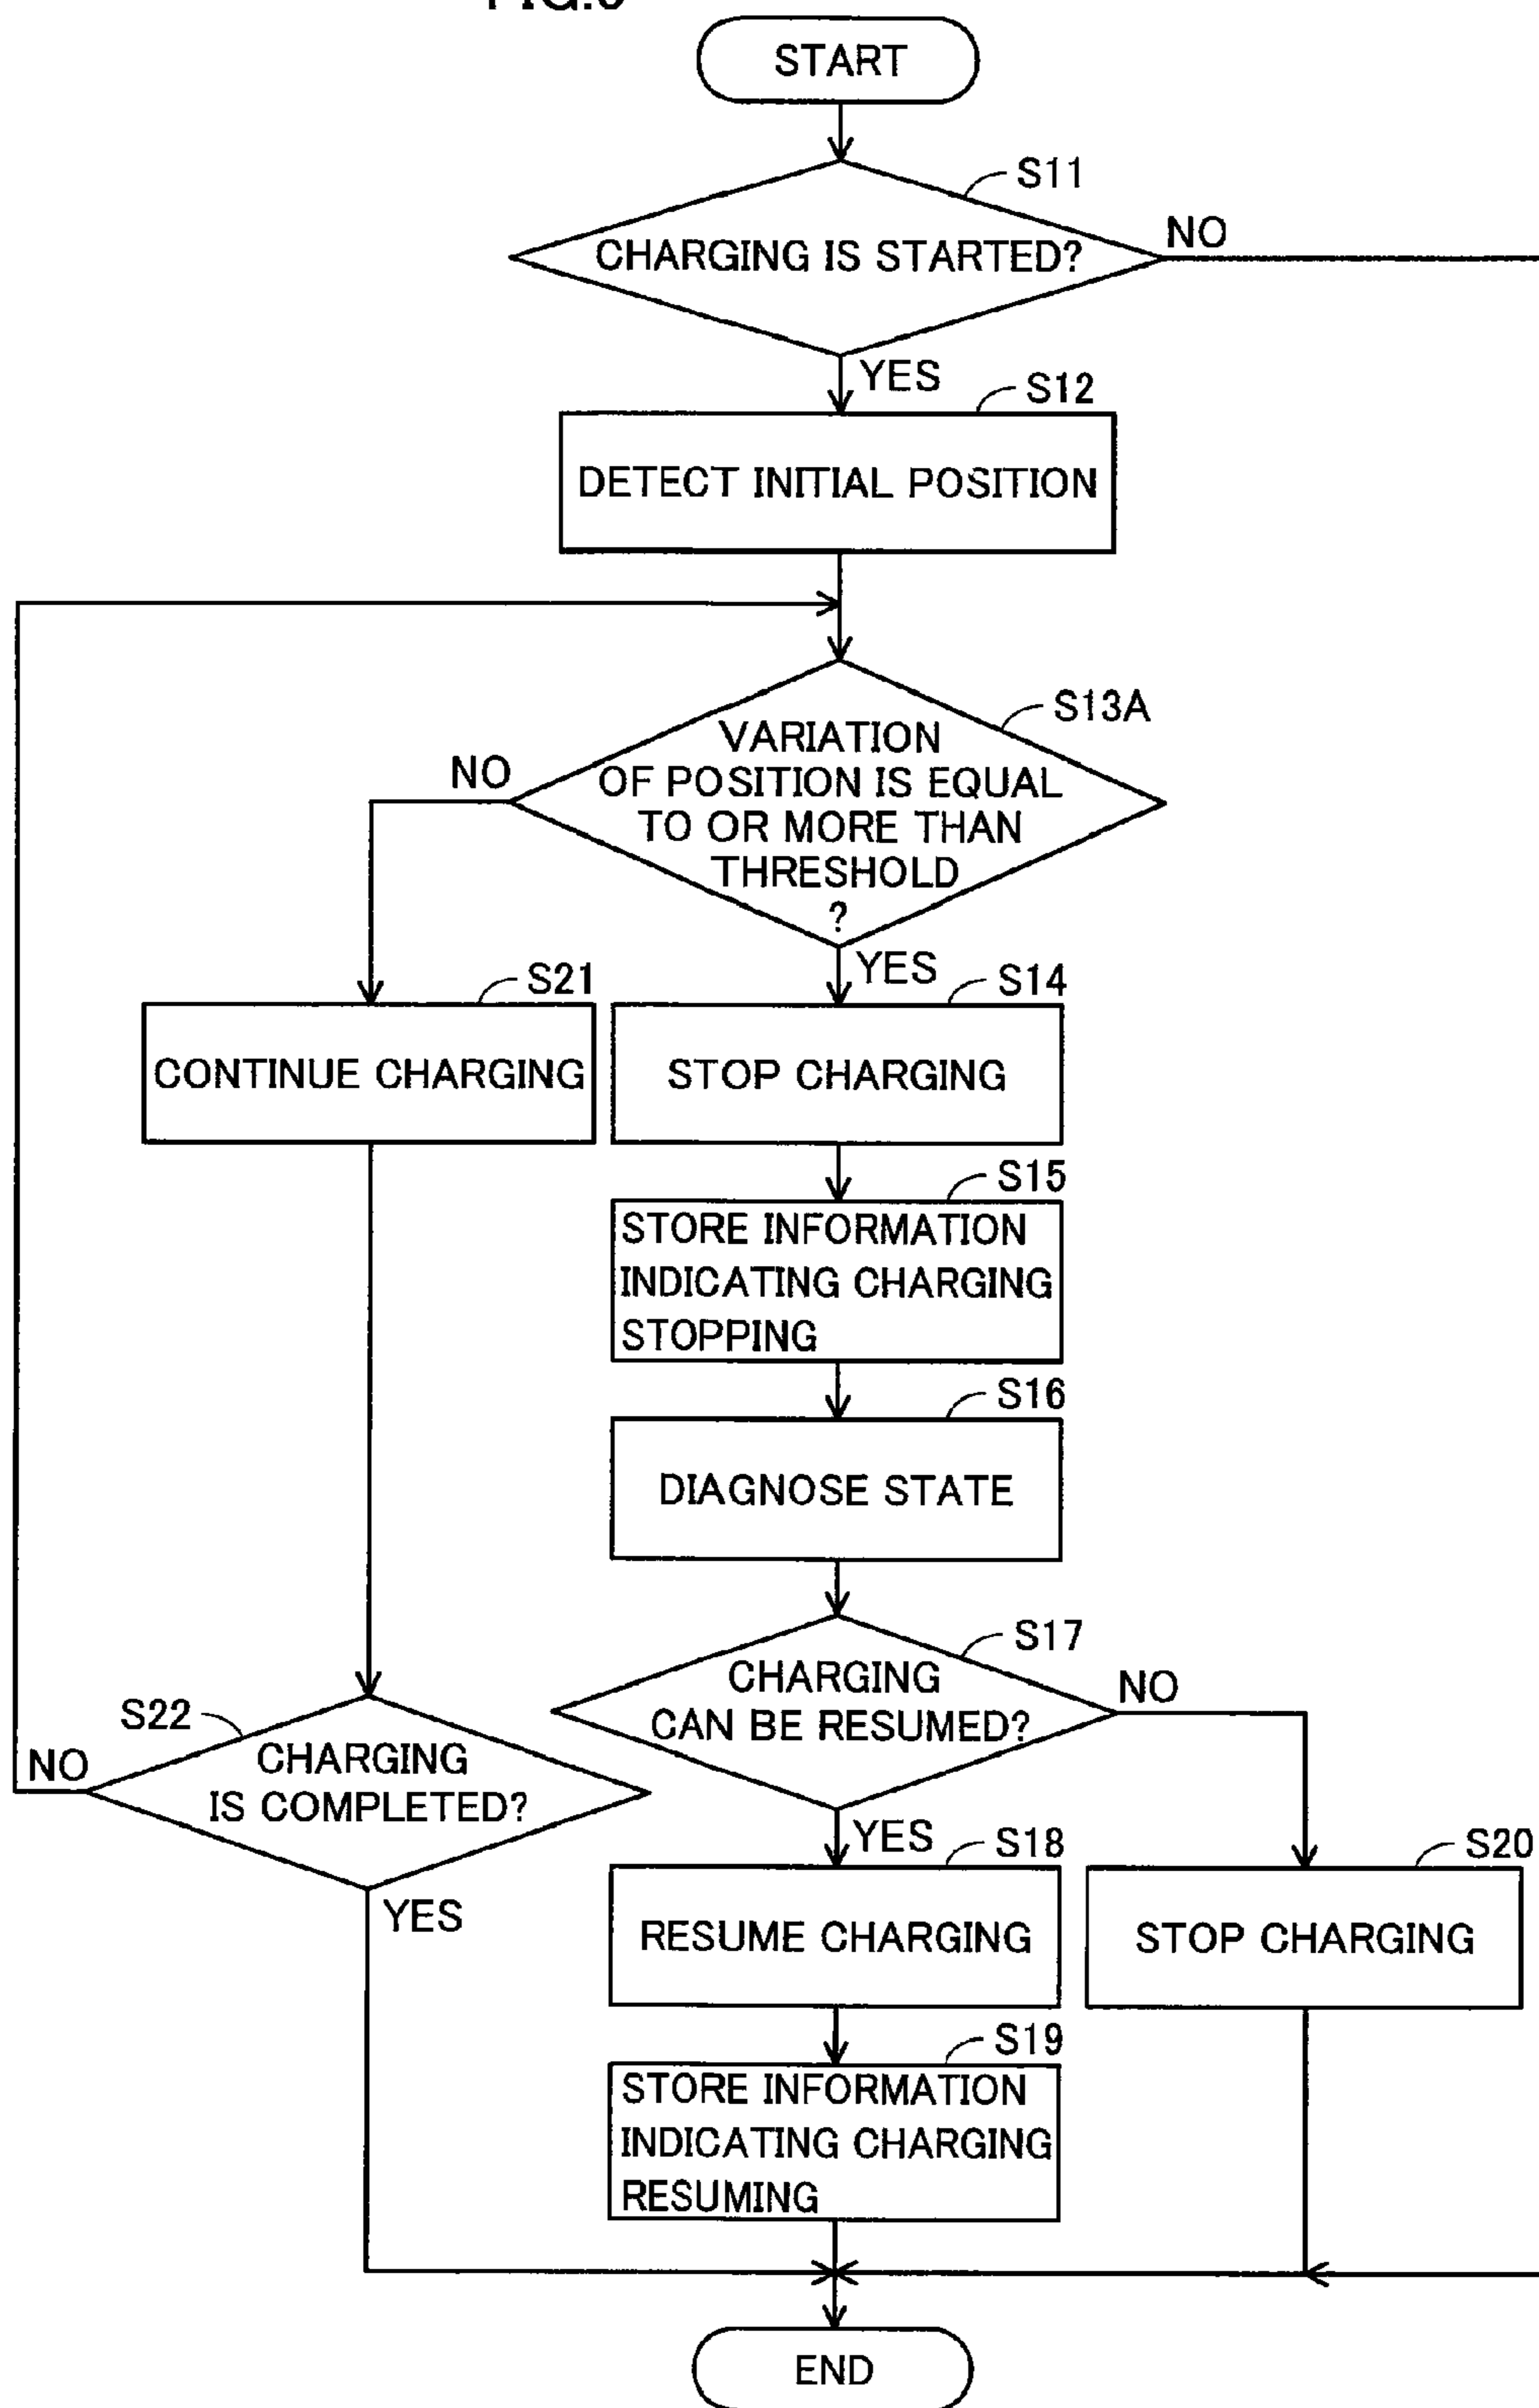 START
S11
CHARGING IS STARTED?
NO
YES
S12
DETECT INITIAL POSITION
S13A
VARIATION
OF POSITION IS EQUAL
TO OR MORE THAN
THRESHOLD
?
NO
YES
S21
CONTINUE CHARGING
S14
STOP CHARGING
S15
STORE INFORMATION
INDICATING CHARGING
STOPPING
S16
DIAGNOSE STATE
S17
CHARGING
CAN BE RESUMED?
NO
S22
CHARGING
IS COMPLETED?
NO
YES
YES
S18
RESUME CHARGING
S20
STOP CHARGING
S19
STORE INFORMATION
INDICATING CHARGING
RESUMING
END